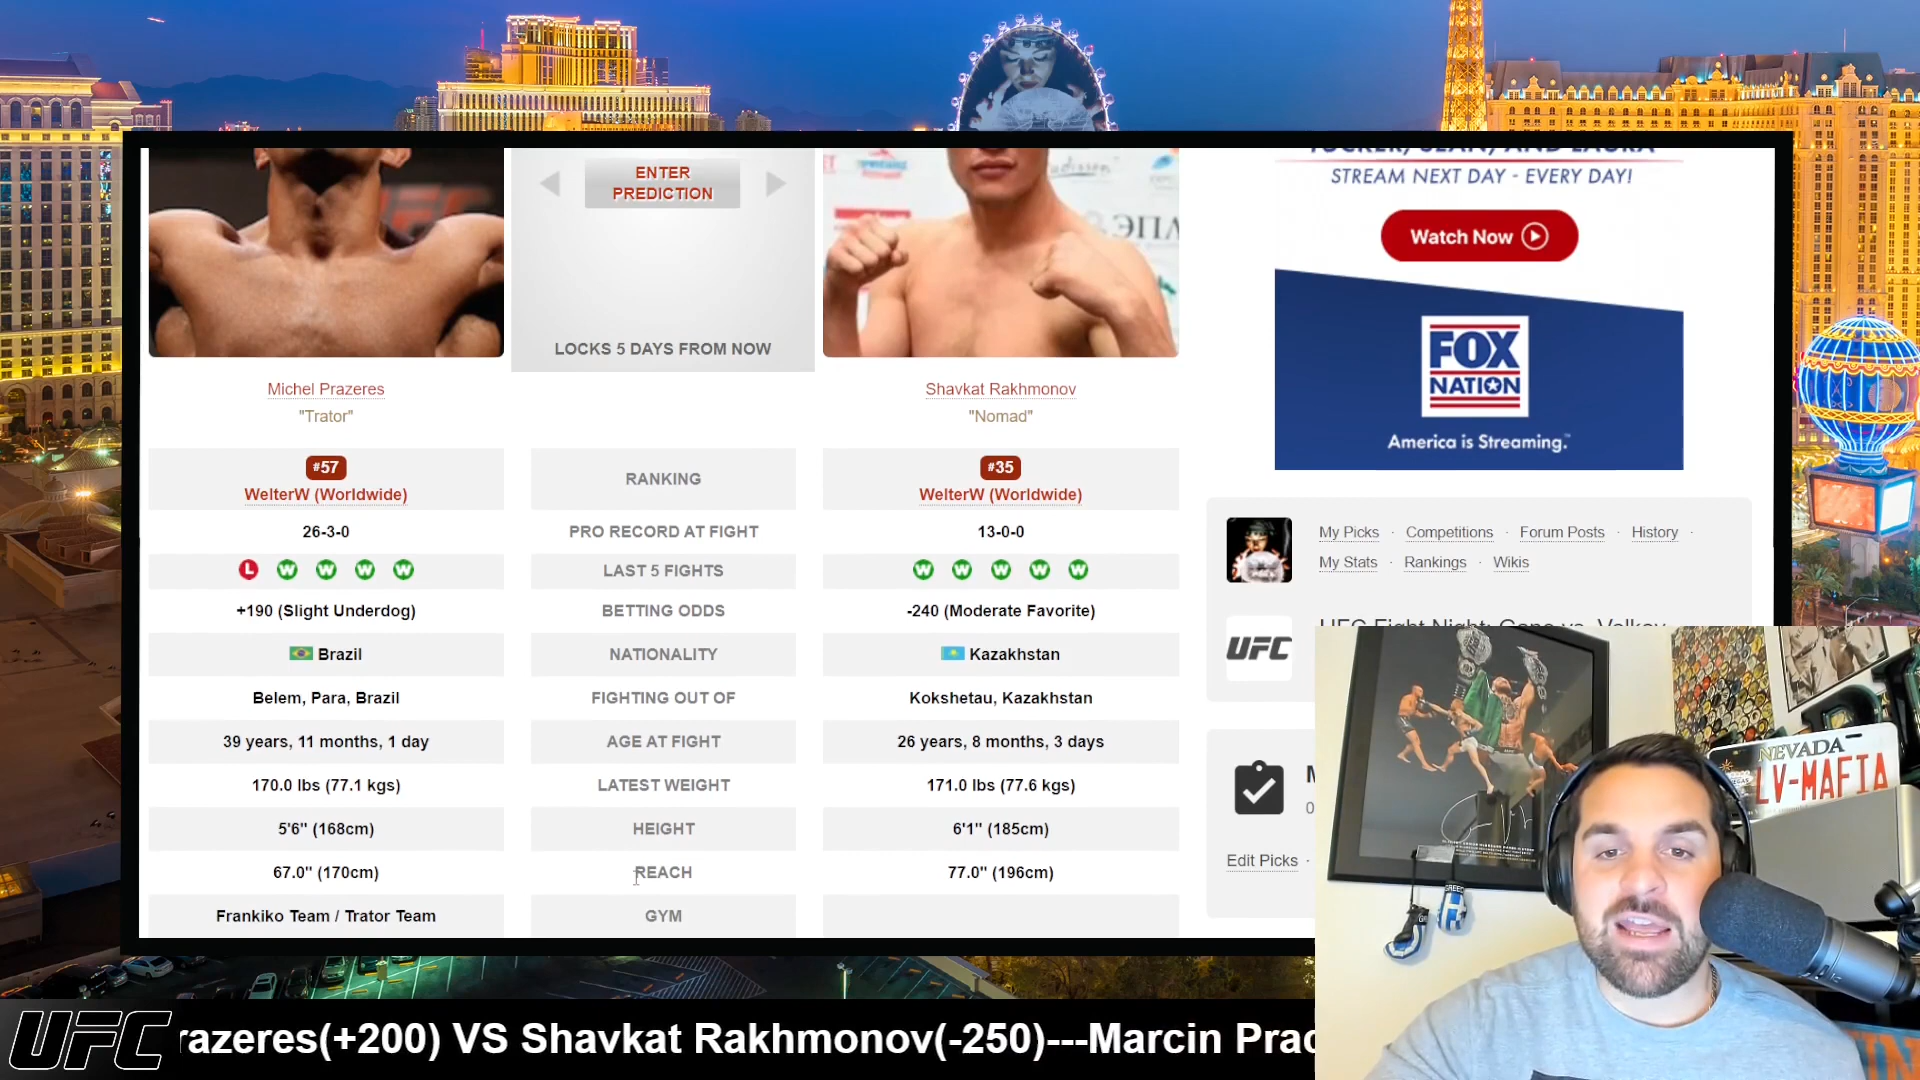 ENTER
PREDICTION
LOCKS 5 DAYS FROM NOW
STREAM NEXT DAY - EVERY DAY!
Watch Now
FOX
NATION
America is Streaming.
Michel Prazeres
"Trator"
Shavkat Rakhmonov
"Nomad"
#57
WelterW (Worldwide)
RANKING
#35
WelterW (Worldwide)
26-3-0
PRO RECORD AT FIGHT
13-0-0
L W W W W
LAST 5 FIGHTS
W W W W W
+190 (Slight Underdog)
BETTING ODDS
-240 (Moderate Favorite)
Brazil
NATIONALITY
Kazakhstan
Belem, Para, Brazil
FIGHTING OUT OF
Kokshetau, Kazakhstan
39 years, 11 months, 1 day
AGE AT FIGHT
26 years, 8 months, 3 days
170.0 lbs (77.1 kgs)
LATEST WEIGHT
171.0 lbs (77.6 kgs)
5'6" (168cm)
HEIGHT
6'1" (185cm)
67.0" (170cm)
REACH
77.0" (196cm)
Frankiko Team / Trator Team
GYM
My Picks · Competitions · Forum Posts · History ·
My Stats · Rankings · Wikis
UFC
Edit Picks ·
NEVADA
LV-MAFIA
UFC
razeres(+200) VS Shavkat Rakhmonov(-250)---Marcin Prac